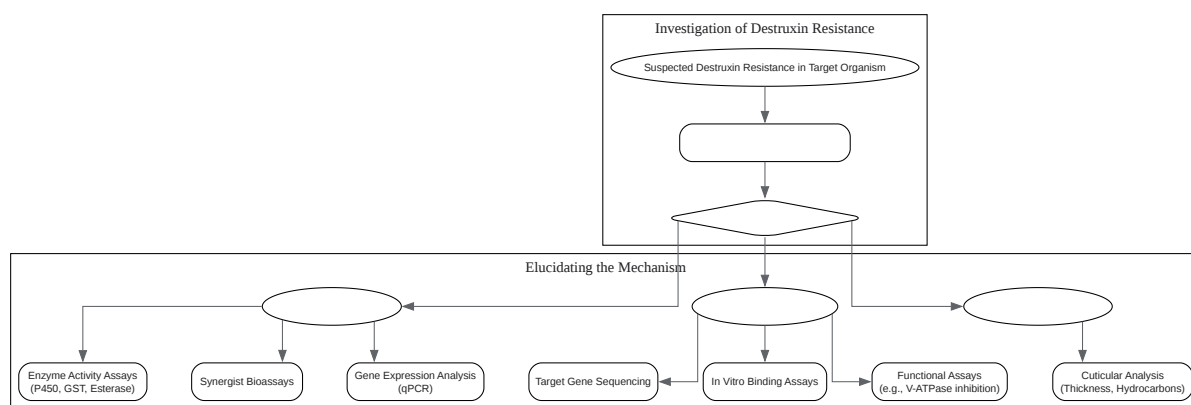 Investigation of Destruxin Resistance
Suspected Destruxin Resistance in Target Organism
Elucidating the Mechanism
Enzyme Activity Assays
(P450, GST, Esterase)
Synergist Bioassays
Gene Expression Analysis
(qPCR)
Target Gene Sequencing
In Vitro Binding Assays
Functional Assays
(e.g., V-ATPase inhibition)
Cuticular Analysis
(Thickness, Hydrocarbons)